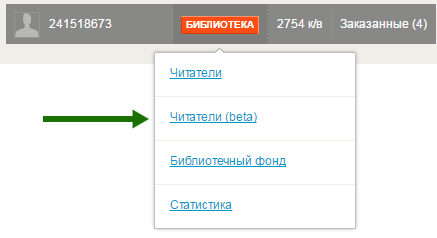 241518673 БИБЛИОТЕКА 2754 к/в Заказанные (4)
Читатели
Читатели (beta)
Библиотечный фонд
Статистика